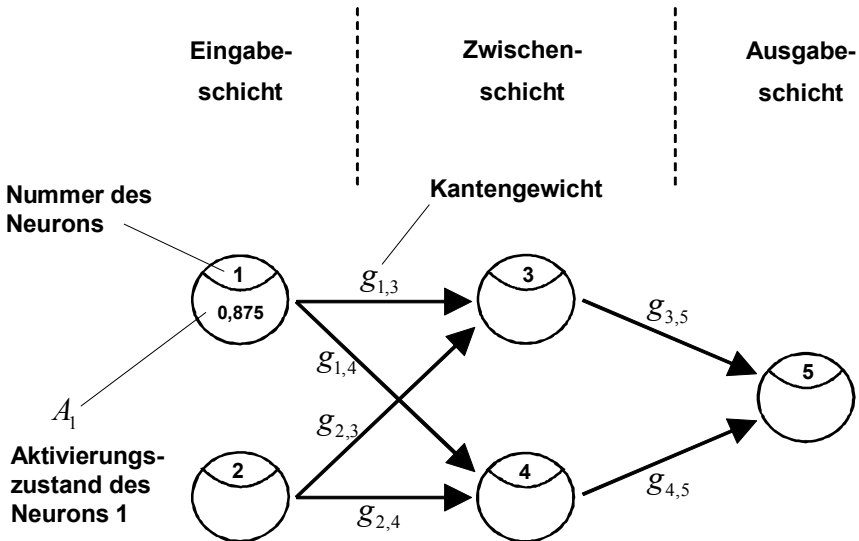 Eingabe-
schicht
Zwischen-
schicht
Ausgabe-
schicht
Nummer des
Neurons
Kantengewicht
1
0,875
g1,3
3
g3,5
g1,4
5
A1
g2,3
Aktivierungs-
zustand des
Neurons 1
2
g2,4
4
g4,5